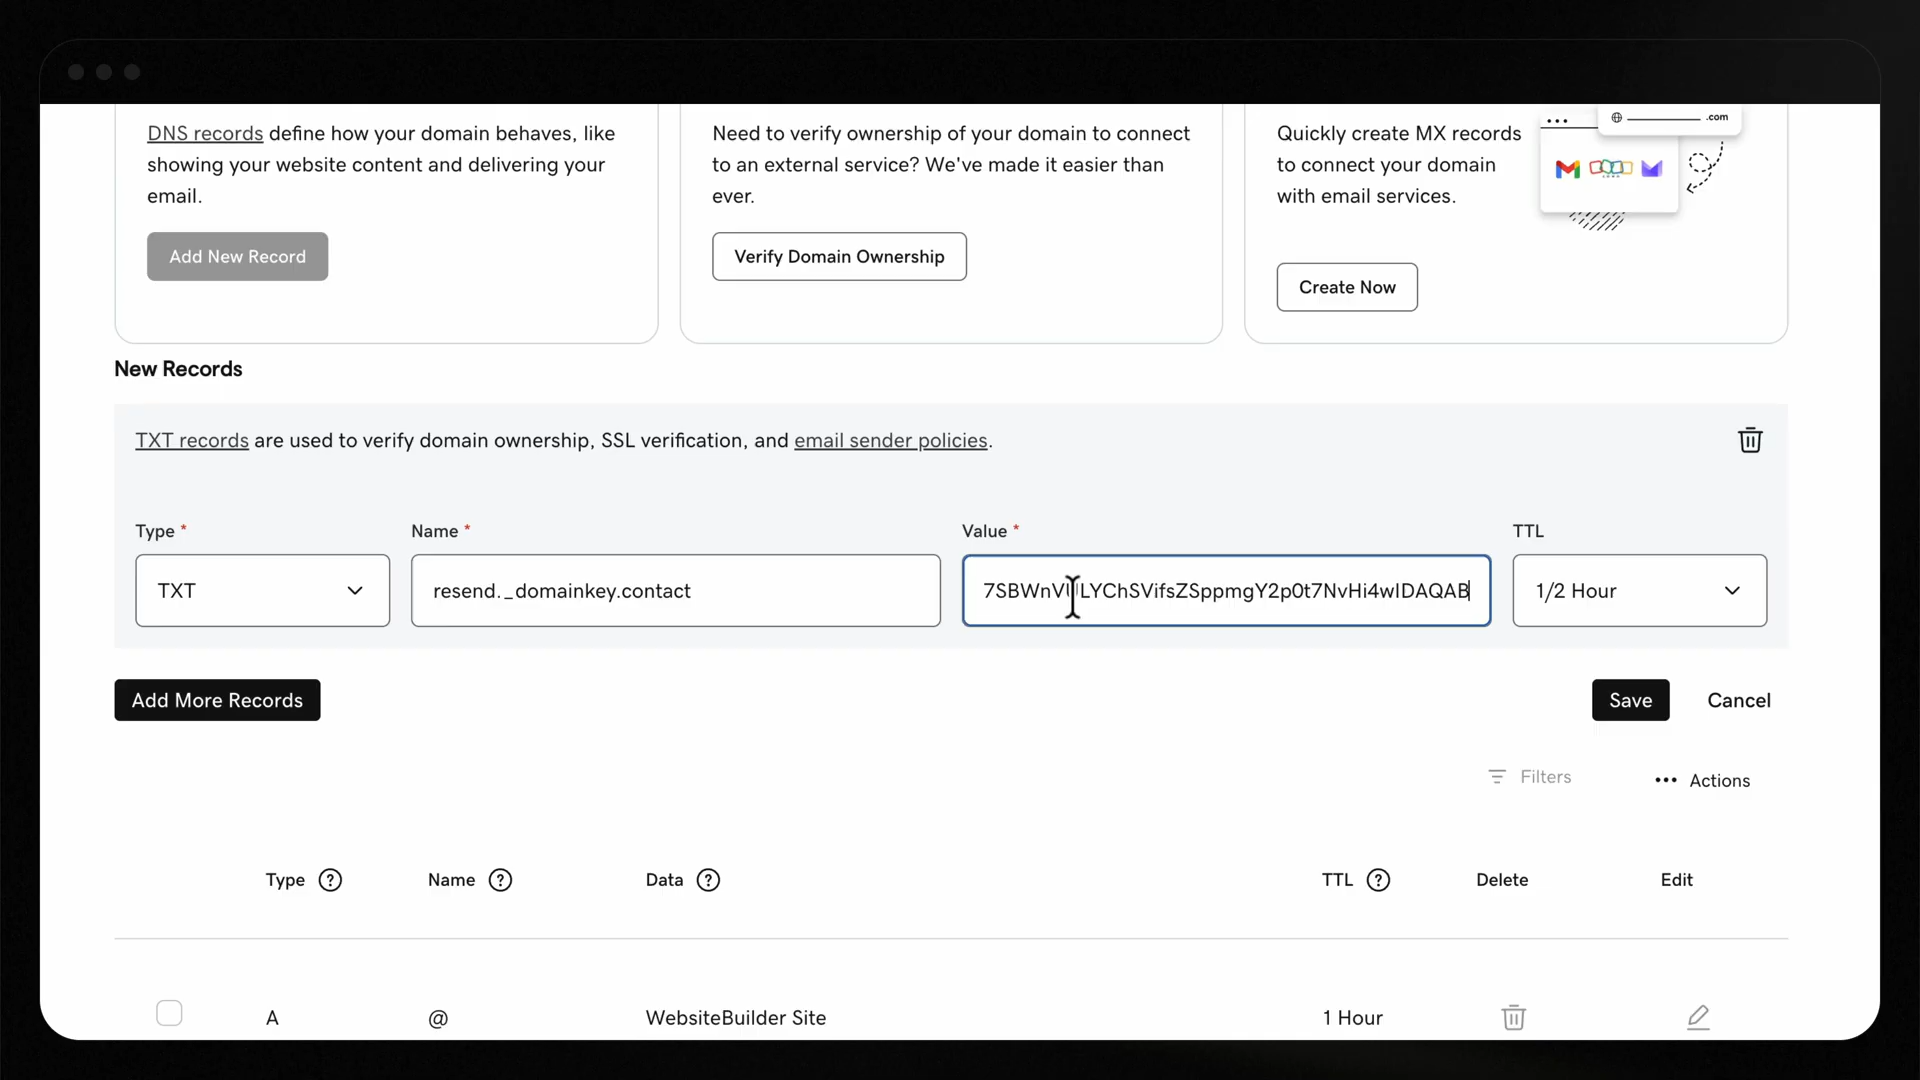 .com
DNS records define how your domain behaves, like
showing your website content and delivering your
email.
Add New Record
Need to verify ownership of your domain to connect
to an external service? We've made it easier than
ever.
Verify Domain Ownership
Quickly create MX records
to connect your domain
with email services.
Create Now
New Records
TXT records are used to verify domain ownership, SSL verification, and email sender policies.
Type *
Name *
Value *
TTL
TXT
resend._domainkey.contact
1/2 Hour
Add More Records
Save
Cancel
Filters
••• Actions
Type ?
Name ?
Data ?
TTL ?
Delete
Edit
A
@
WebsiteBuilder Site
1 Hour